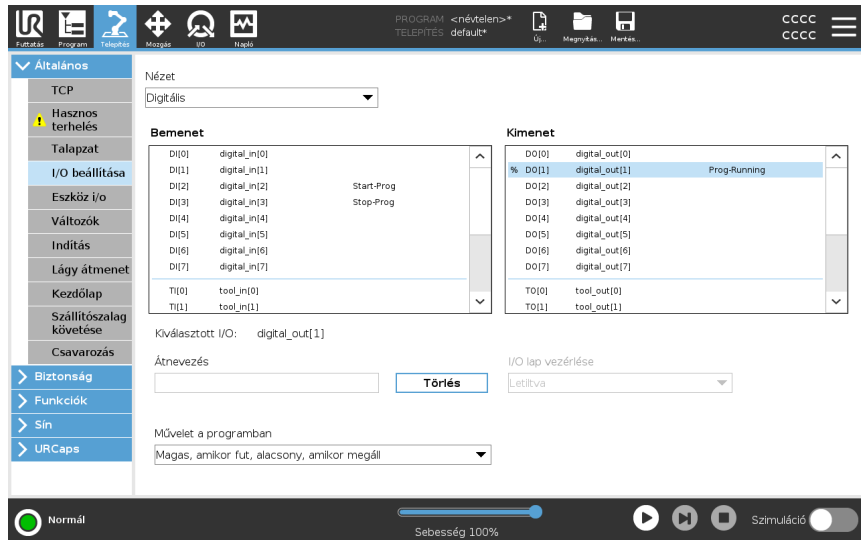 PROGRAM <névtelen>*
TELEPÍTÉS default*
CCCC
CCCC
Futtatás Program Telepítés Mozgás I/O Napló Új... Megnyitás... Mentés...
Általános
TCP
Hasznos
terhelés
Talapzat
I/O beállítása
Eszköz i/o
Változók
Indítás
Lágy átmenet
Kezdőlap
Szállítószalag
követése
Csavarozás
Biztonság
Funkciók
Sín
URCaps
Nézet
Digitális
Bemenet
DI[0] digital_in[0]
DI[1] digital_in[1]
DI[2] digital_in[2] Start-Prog
DI[3] digital_in[3] Stop-Prog
DI[4] digital_in[4]
DI[5] digital_in[5]
DI[6] digital_in[6]
DI[7] digital_in[7]
TI[0] tool_in[0]
TI[1] tool_in[1]
Kimenet
DO[0] digital_out[0]
% DO[1] digital_out[1] Prog-Running
DO[2] digital_out[2]
DO[3] digital_out[3]
DO[4] digital_out[4]
DO[5] digital_out[5]
DO[6] digital_out[6]
DO[7] digital_out[7]
TO[0] tool_out[0]
TO[1] tool_out[1]
Kiválasztott I/O: digital_out[1]
Átnevezés
Törlés
I/O lap vezérlése
Letiltva
Művelet a programban
Magas, amikor fut, alacsony, amikor megáll
Normál
Sebesség 100%
Szimuláció